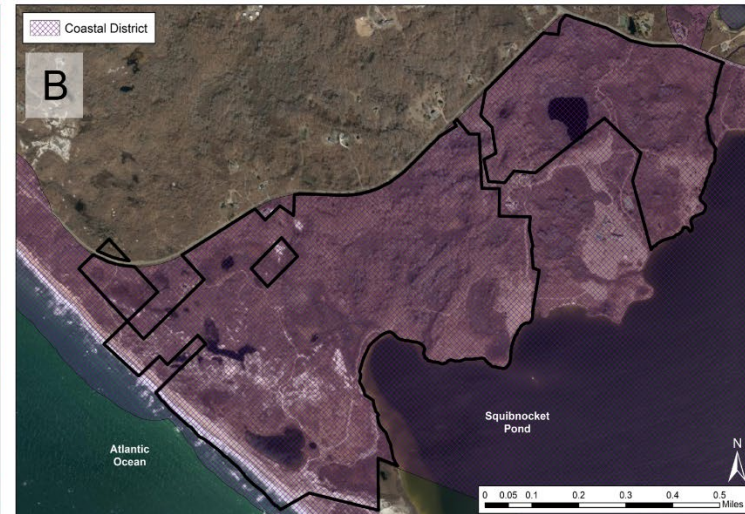 Coastal District
B
Squibnocket
Pond
Atlantic
Ocean
N
0 0.05 0.1 0.2 0.3 0.4 0.5
Miles